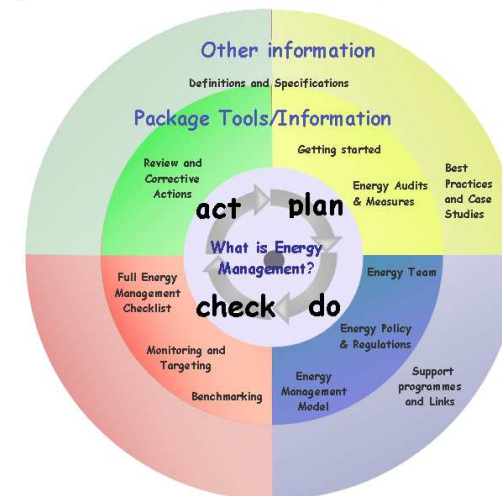 Other information
Definitions and Specifications
Package Tools/Information
Getting started
Review and
Corrective
Actions
Energy Audits
& Measures
Best
Practices
and Case
Studies
act
plan
What is Energy
Management?
check
do
Full Energy
Management
Checklist
Energy Team
Monitoring and
Targeting
Energy Policy
& Regulations
Benchmarking
Energy
Management
Model
Support
programmes
and Links